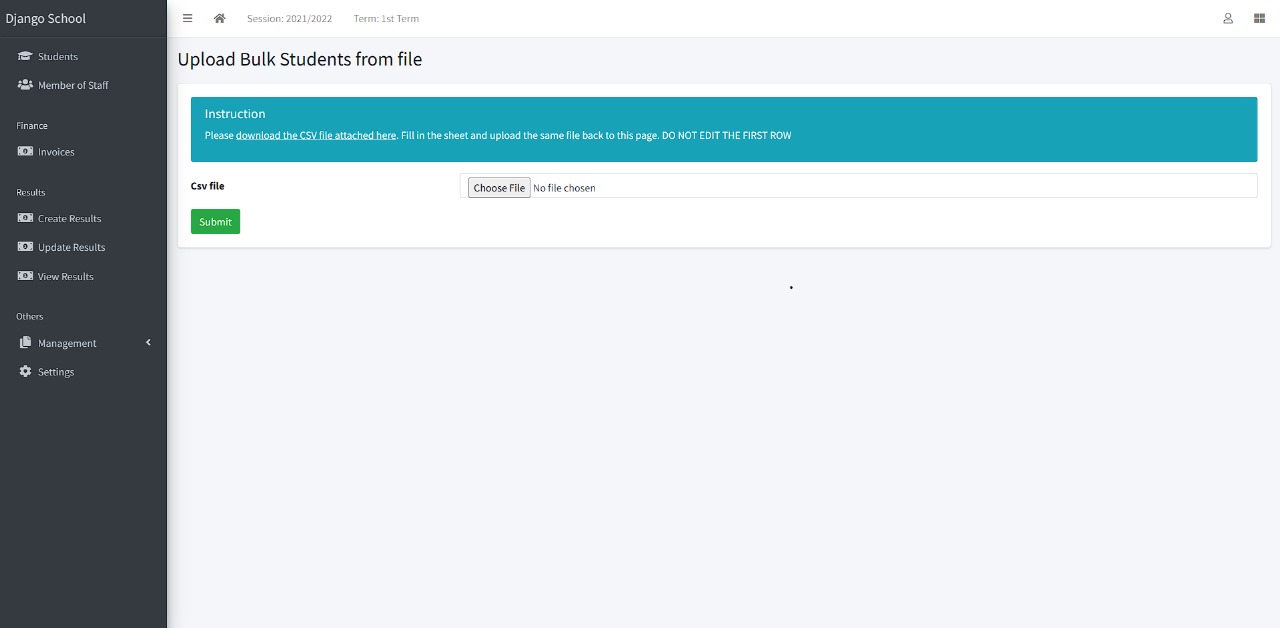 Django School
Session: 2021/2022 Term: 1st Term
Students
Member of Staff
Finance
Invoices
Results
Create Results
Update Results
View Results
Others
Management
Settings
Upload Bulk Students from file
Instruction
Please download the CSV file attached here. Fill in the sheet and upload the same file back to this page. DO NOT EDIT THE FIRST ROW
Csv file
Choose File No file chosen
Submit